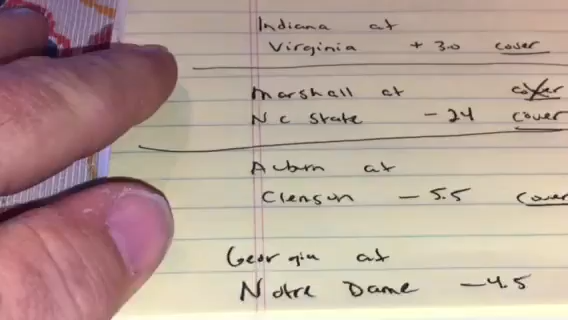 Indiana at
Virginia + 3.0 cover
Marshall at cover
Nc State - 24 cover
Auburn at
Clemson - 5.5 cover
Georgia at
Notre Dame - 4.5